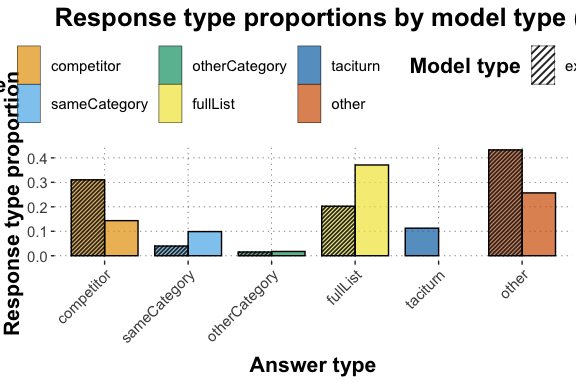 Response type proportions by model type (
competitor
sameCategory
otherCategory
fullList
taciturn
other
Model type
ex
Response type proportion
0.4
0.3
0.2
0.1
0.0
competitor
sameCategory
otherCategory
fullList
taciturn
other
Answer type